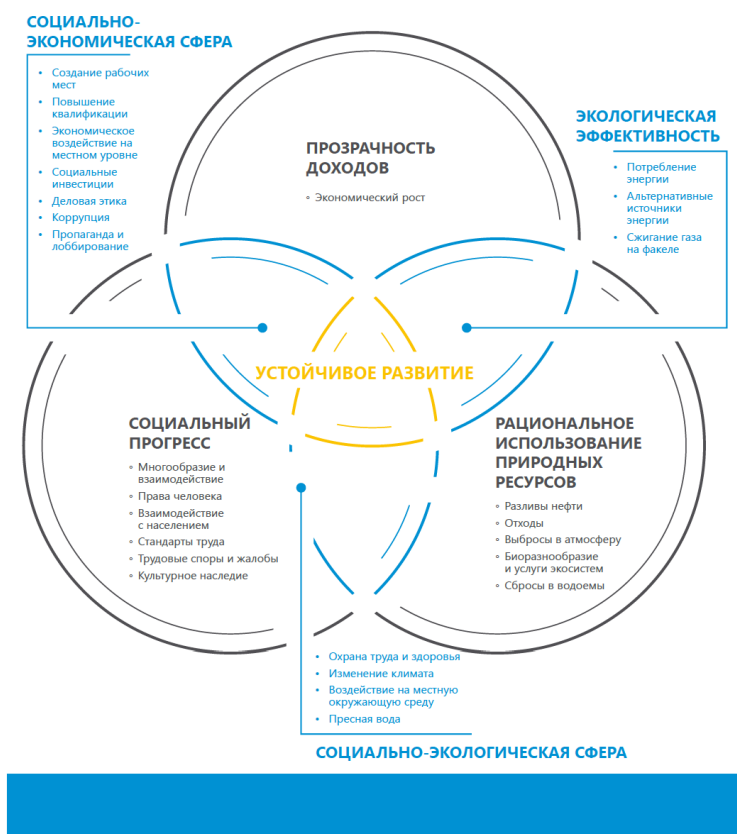 СОЦИАЛЬНО-
ЭКОНОМИЧЕСКАЯ СФЕРА
• Создание рабочих
мест
• Повышение
квалификации
• Экономическое
воздействие на
местном уровне
• Социальные
инвестиции
• Деловая этика
• Коррупция
• Пропаганда и
лоббирование
ПРОЗРАЧНОСТЬ
ДОХОДОВ
◦ Экономический рост
ЭКОЛОГИЧЕСКАЯ
ЭФФЕКТИВНОСТЬ
• Потребление
энергии
• Альтернативные
источники
энергии
• Сжигание газа
на факеле
УСТОЙЧИВОЕ РАЗВИТИЕ
СОЦИАЛЬНЫЙ
ПРОГРЕСС
◦ Многообразие и
взаимодействие
◦ Права человека
◦ Взаимодействие
с населением
◦ Стандарты труда
◦ Трудовые споры и жалобы
◦ Культурное наследие
РАЦИОНАЛЬНОЕ
ИСПОЛЬЗОВАНИЕ
ПРИРОДНЫХ
РЕСУРСОВ
◦ Разливы нефти
◦ Отходы
◦ Выбросы в атмосферу
◦ Биоразнообразие
и услуги экосистем
◦ Сбросы в водоемы
• Охрана труда и здоровья
• Изменение климата
• Воздействие на местную
окружающую среду
• Пресная вода
СОЦИАЛЬНО-ЭКОЛОГИЧЕСКАЯ СФЕРА